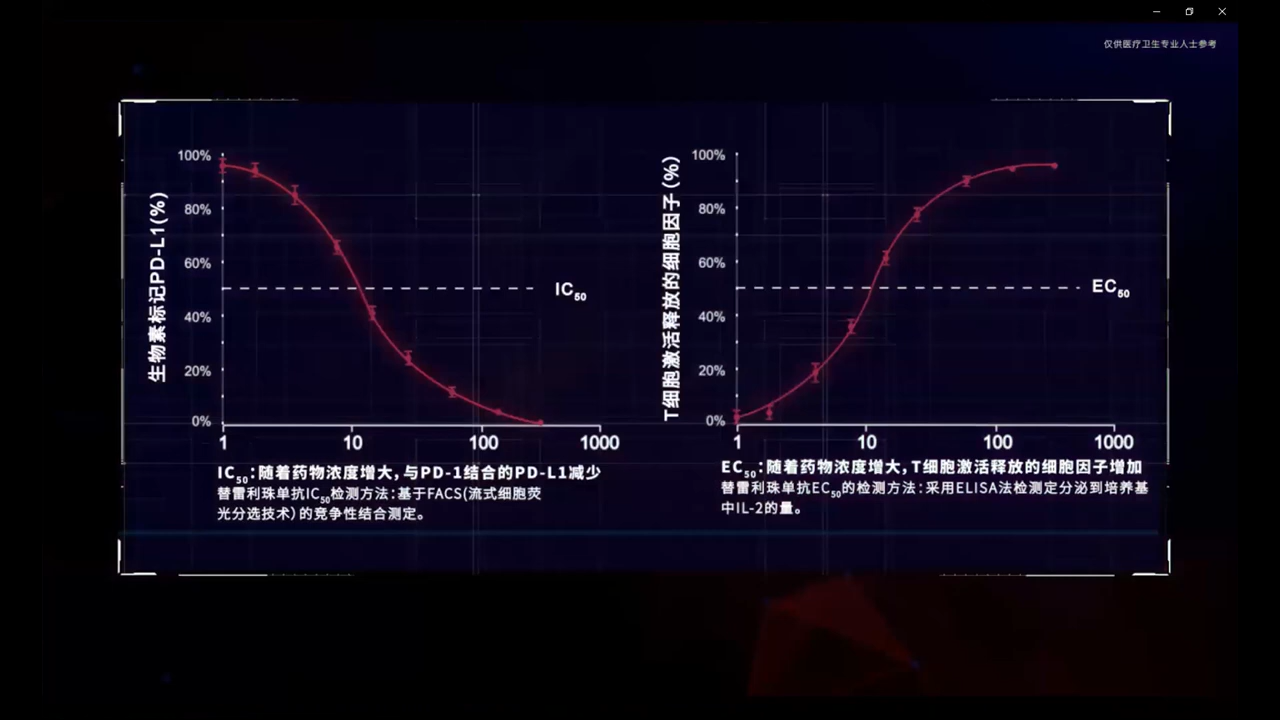 仅供医疗卫生专业人士参考
生物素标记PD-L1(%)
100%
80%
60%
40%
20%
0%
IC50
1 10 100 1000
IC50：随着药物浓度增大，与PD-1结合的PD-L1减少
替雷利珠单抗IC50检测方法：基于FACS(流式细胞荧
光分选技术)的竞争性结合测定。
T细胞激活释放的细胞因子(%)
100%
80%
60%
40%
20%
0%
EC50
1 10 100 1000
EC50：随着药物浓度增大，T细胞激活释放的细胞因子增加
替雷利珠单抗EC50的检测方法：采用ELISA法检测定分泌到培养基
中IL-2的量。